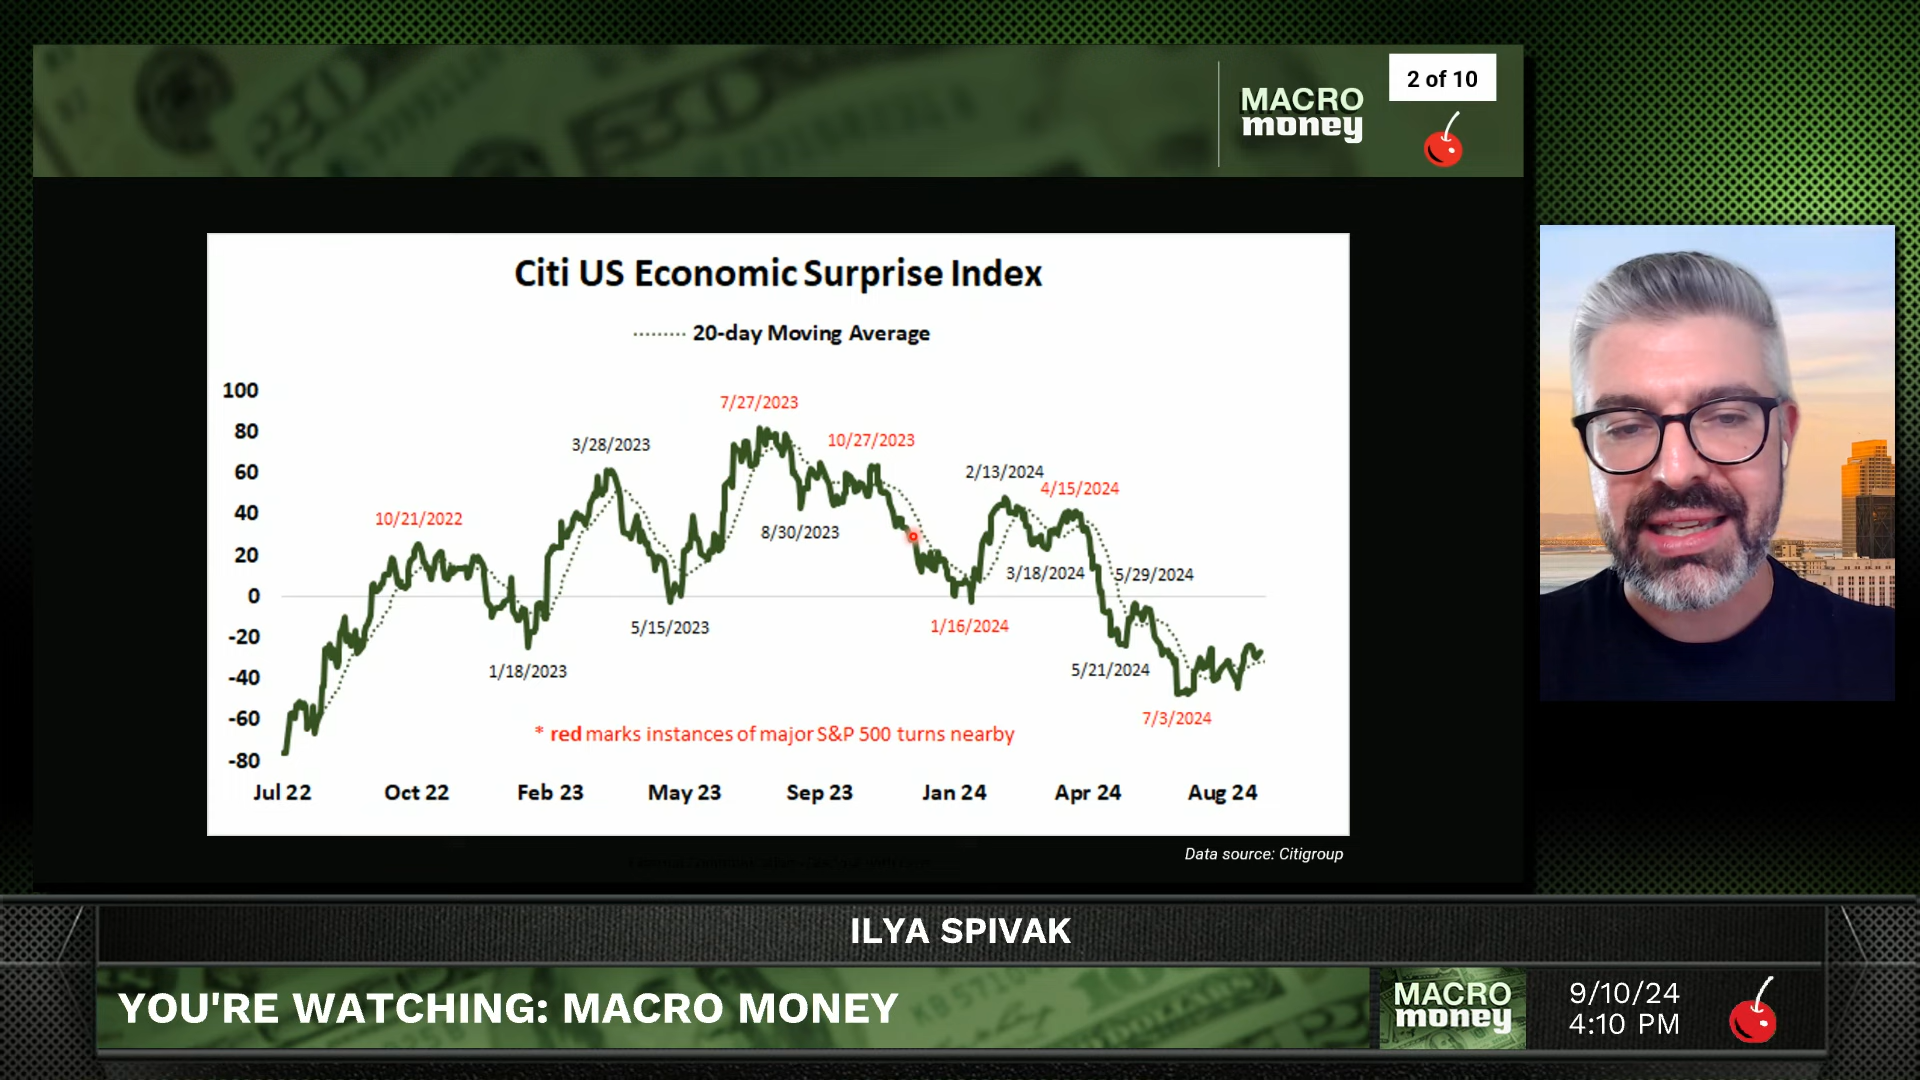 MACRO
money
2 of 10
Citi US Economic Surprise Index
20-day Moving Average
100
80
60
40
20
0
-20
-40
-60
-80
10/21/2022
1/18/2023
3/28/2023
5/15/2023
7/27/2023
8/30/2023
10/27/2023
1/16/2024
2/13/2024
3/18/2024
4/15/2024
5/21/2024
5/29/2024
7/3/2024
* red marks instances of major S&P 500 turns nearby
Jul 22 Oct 22 Feb 23 May 23 Sep 23 Jan 24 Apr 24 Aug 24
Data source: Citigroup
ILYA SPIVAK
YOU'RE WATCHING: MACRO MONEY
MACRO
money
9/10/24
4:10 PM